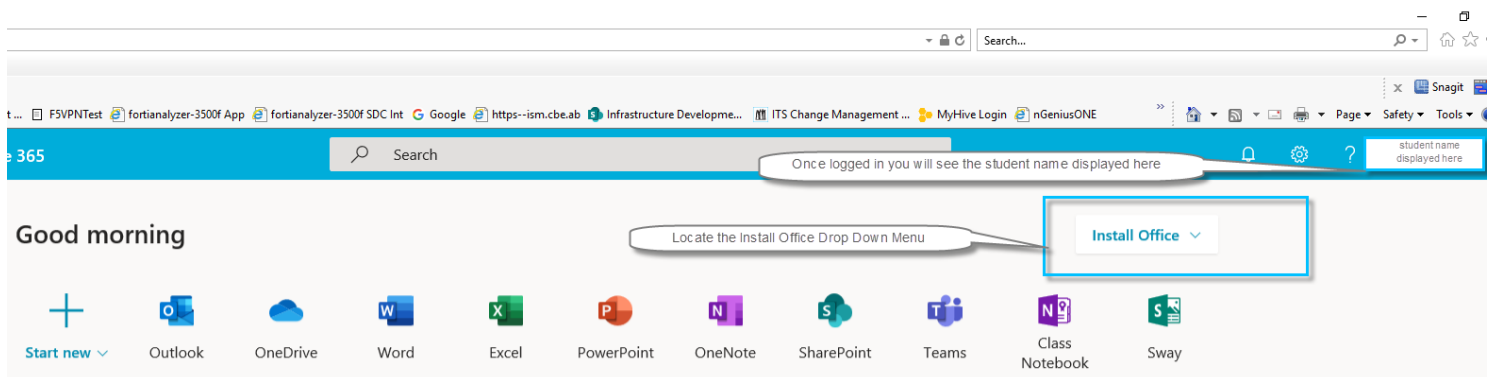 Search...
x Snagit
t ... F5VPNTest fortianalyzer-3500f App fortianalyzer-3500f SDC Int Google https--ism.cbe.ab Infrastructure Developme... ITS Change Management ... MyHive Login nGeniusONE » Page Safety Tools
e 365 Search Once logged in you will see the student name displayed here ? student name
displayed here
Good morning Locate the Install Office Drop Down Menu Install Office
Start new Outlook OneDrive Word Excel PowerPoint OneNote SharePoint Teams Class Sway
Notebook